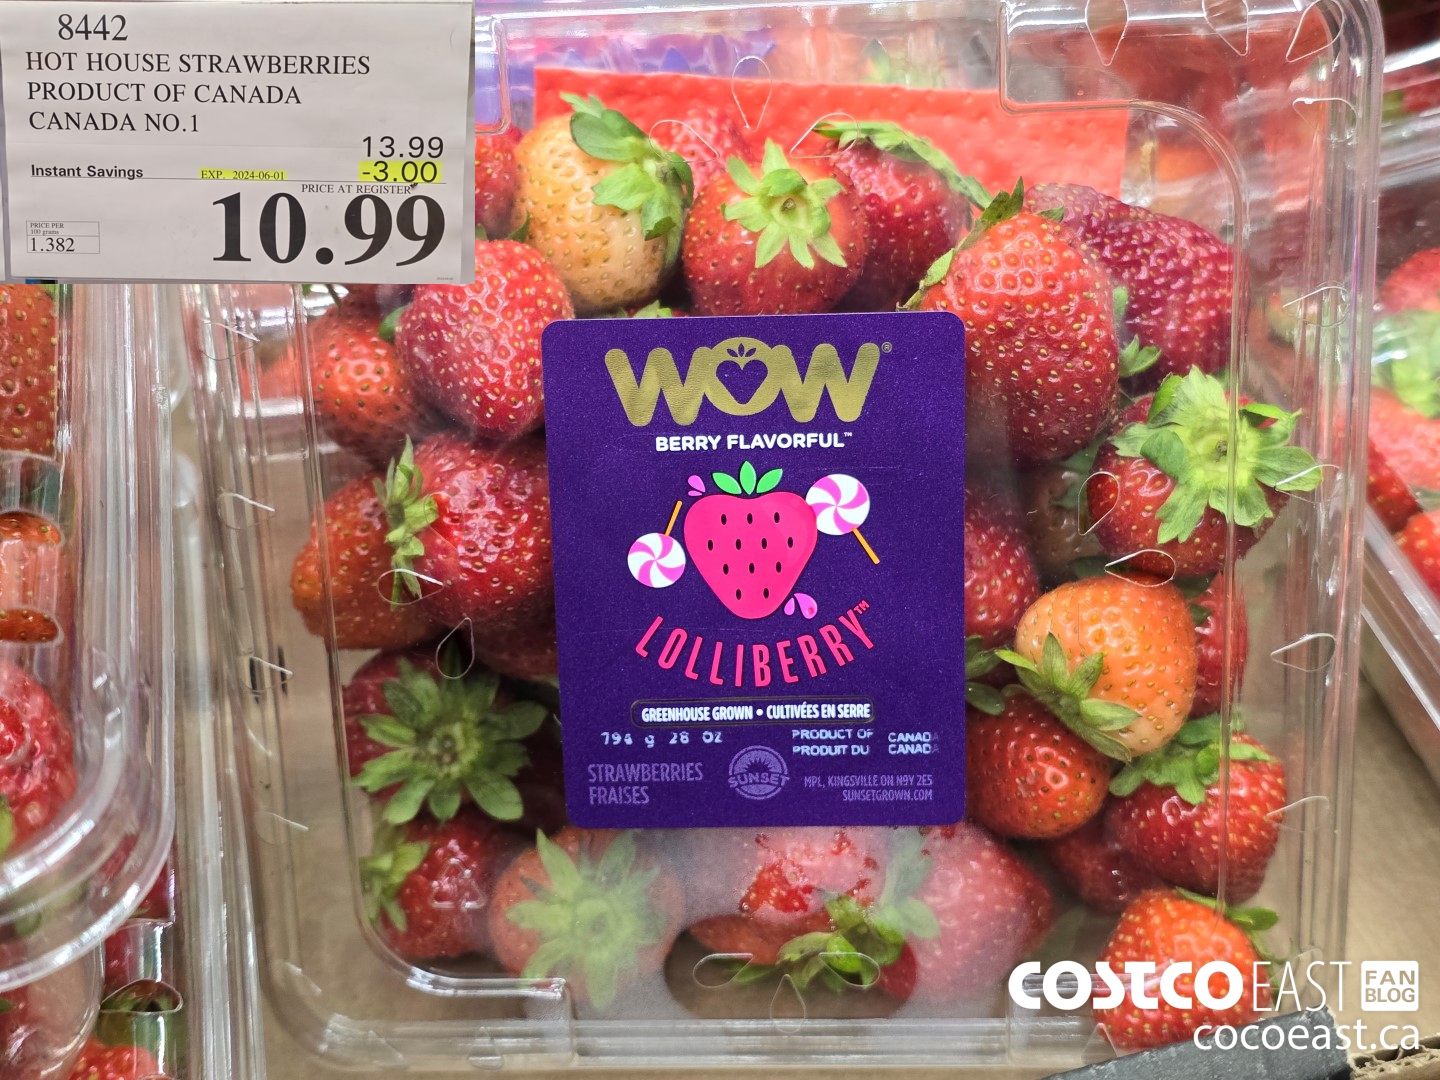 8442
HOT HOUSE STRAWBERRIES
PRODUCT OF CANADA
CANADA NO.1
13.99
Instant Savings EXP. 2024-06-01 -3.00
PRICE AT REGISTER
10.99
PRICE PER
100 grams
1.382
WOW®
BERRY FLAVORFUL™
LOLLIBERRY™
GREENHOUSE GROWN • CULTIVÉES EN SERRE
794 g 28 OZ
PRODUCT OF CANADA
PRODUIT DU CANADA
STRAWBERRIES
FRAISES
SUNSET
MPL, KINGSVILLE ON N9Y 2E5
SUNSETGROWN.COM
COSTCO EAST FAN BLOG
cocoeast.ca